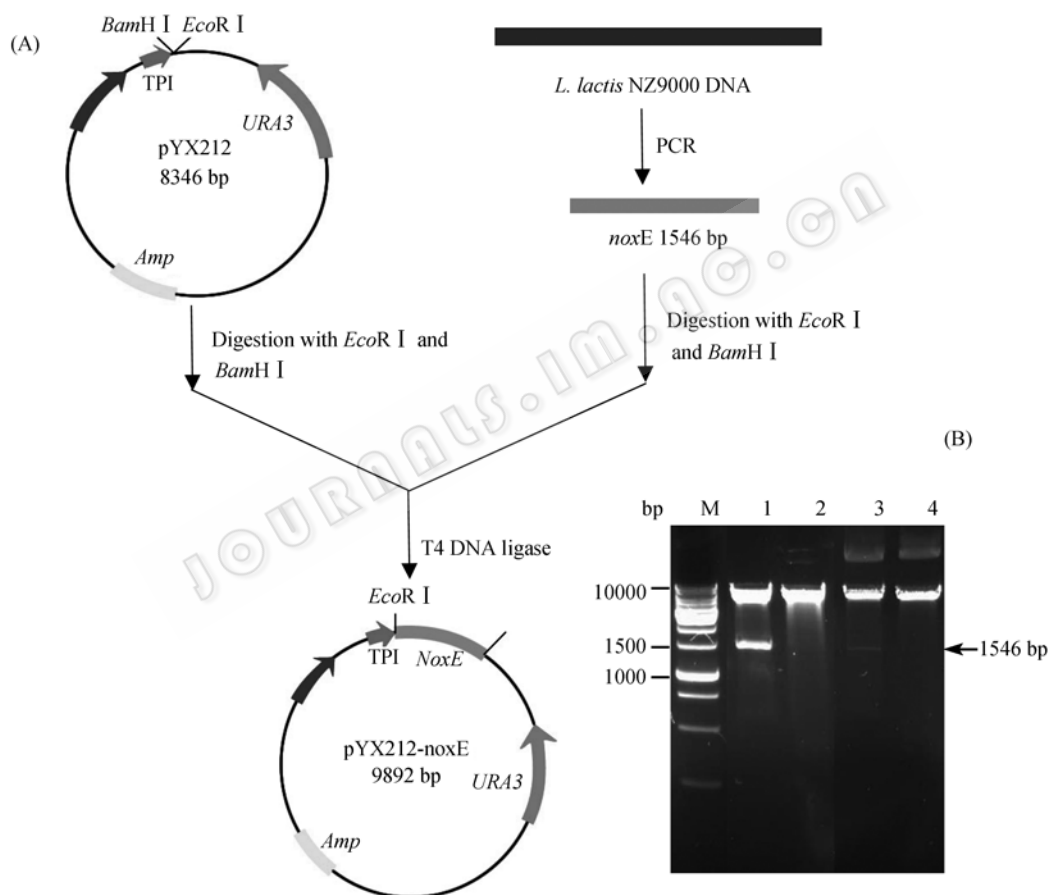 (A)
BamH Ⅰ EcoR Ⅰ
TPI
URA3
pYX212
8346 bp
Amp
L. lactis NZ9000 DNA
PCR
noxE 1546 bp
Digestion with EcoR Ⅰ and
BamH Ⅰ
Digestion with EcoR Ⅰ
and BamH Ⅰ
JOURNALS.IM.AC.CN
T4 DNA ligase
EcoR Ⅰ
TPI
NoxE
pYX212-noxE
9892 bp
URA3
Amp
(B)
bp M 1 2 3 4
10000
1500
1000
1546 bp